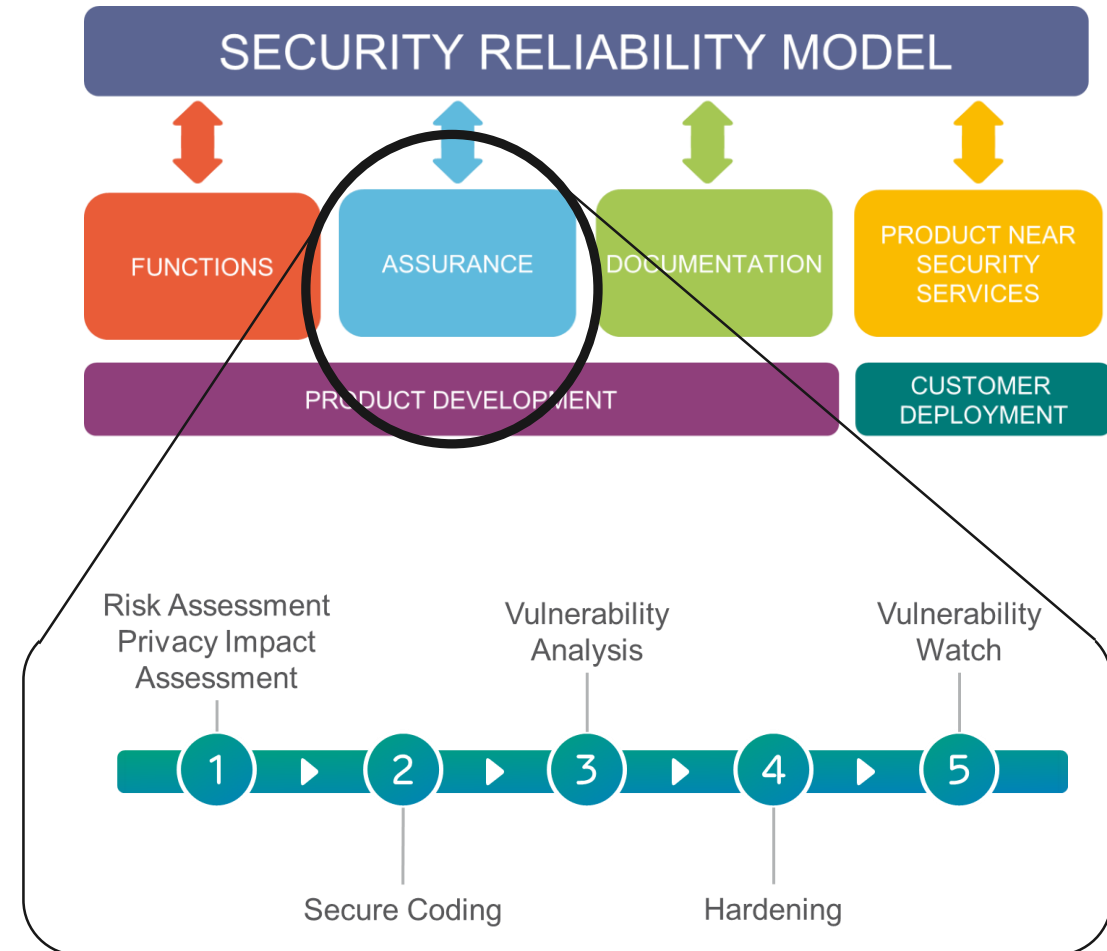 SECURITY RELIABILITY MODEL
FUNCTIONS
ASSURANCE
DOCUMENTATION
PRODUCT NEAR
SECURITY
SERVICES
PRODUCT DEVELOPMENT
CUSTOMER
DEPLOYMENT
Risk Assessment
Privacy Impact
Assessment
Vulnerability
Analysis
Vulnerability
Watch
1
2
3
4
5
Secure Coding
Hardening